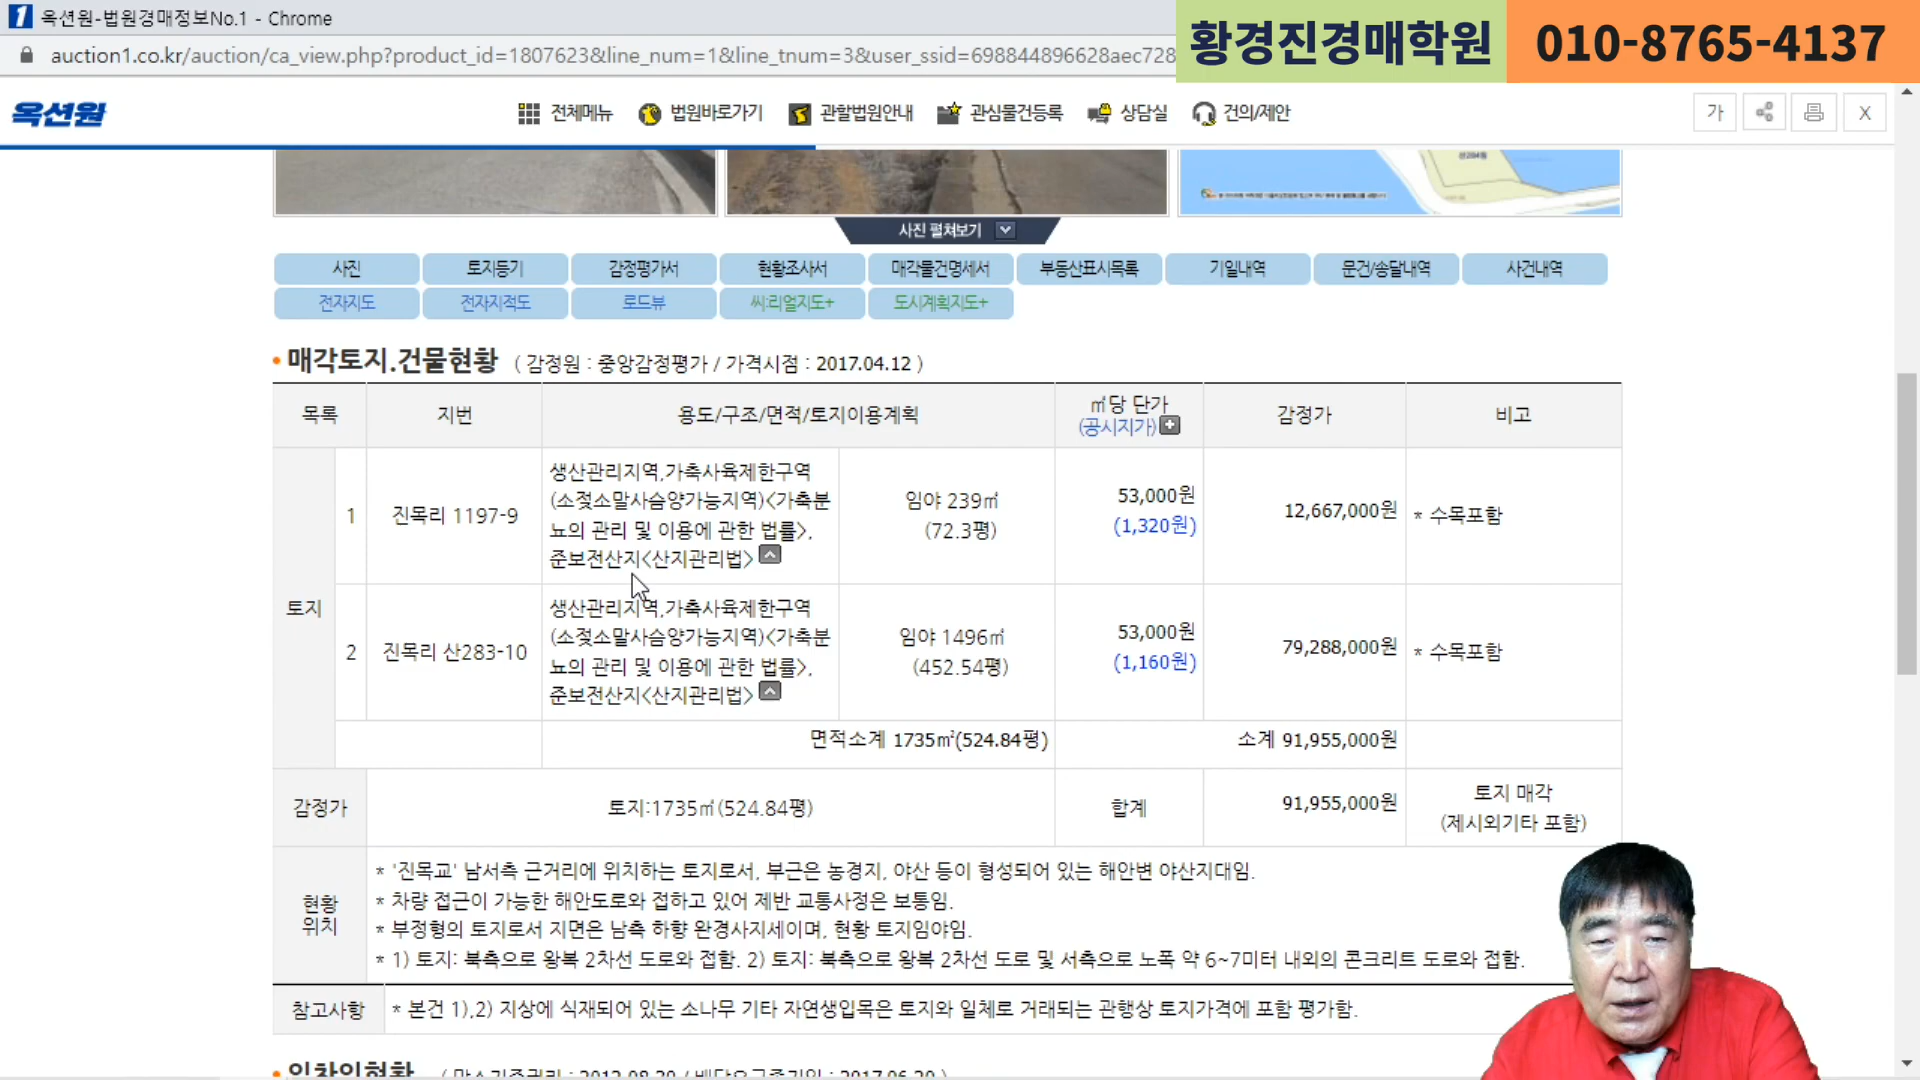 옥션원-법원경매정보No.1 - Chrome
황경진경매학원 010-8765-4137
auction1.co.kr/auction/ca_view.php?product_id=1807623&line_num=1&line_tnum=3&user_ssid=698844896628aec728
옥션원 전체메뉴 법원바로가기 관할법원안내 관심물건등록 상담실 건의/제안 가 X
사진 펼쳐보기
사진 토지등기 감정평가서 현황조사서 매각물건명세서 부동산표시목록 기일내역 문건/송달내역 사건내역
전자지도 전자지적도 로드뷰 씨:리얼지도+ 도시계획지도+
• 매각토지.건물현황 ( 감정원 : 중앙감정평가 / 가격시점 : 2017.04.12 )
목록 지번 용도/구조/면적/토지이용계획 ㎡당 단가 감정가 비고
(공시지가)
토지
1 진목리 1197-9
생산관리지역,가축사육제한구역
(소젖소말사슴양가능지역)<가축분
뇨의 관리 및 이용에 관한 법률>,
준보전산지<산지관리법>
임야 239㎡
(72.3평)
53,000원
(1,320원)
12,667,000원
* 수목포함
2 진목리 산283-10
생산관리지역,가축사육제한구역
(소젖소말사슴양가능지역)<가축분
뇨의 관리 및 이용에 관한 법률>,
준보전산지<산지관리법>
임야 1496㎡
(452.54평)
53,000원
(1,160원)
79,288,000원
* 수목포함
면적소계 1735㎡(524.84평) 소계 91,955,000원
감정가 토지:1735㎡(524.84평) 합계 91,955,000원
토지 매각
(제시외기타 포함)
현황
위치
* '진목교' 남서측 근거리에 위치하는 토지로서, 부근은 농경지, 야산 등이 형성되어 있는 해안변 야산지대임.
* 차량 접근이 가능한 해안도로와 접하고 있어 제반 교통사정은 보통임.
* 부정형의 토지로서 지면은 남측 하향 완경사지세이며, 현황 토지임야임.
* 1) 토지: 북측으로 왕복 2차선 도로와 접함. 2) 토지: 북측으로 왕복 2차선 도로 및 서측으로 노폭 약 6~7미터 내외의 콘크리트 도로와 접함.
참고사항 * 본건 1),2) 지상에 식재되어 있는 소나무 기타 자연생입목은 토지와 일체로 거래되는 관행상 토지가격에 포함 평가함.
• 임차인현황